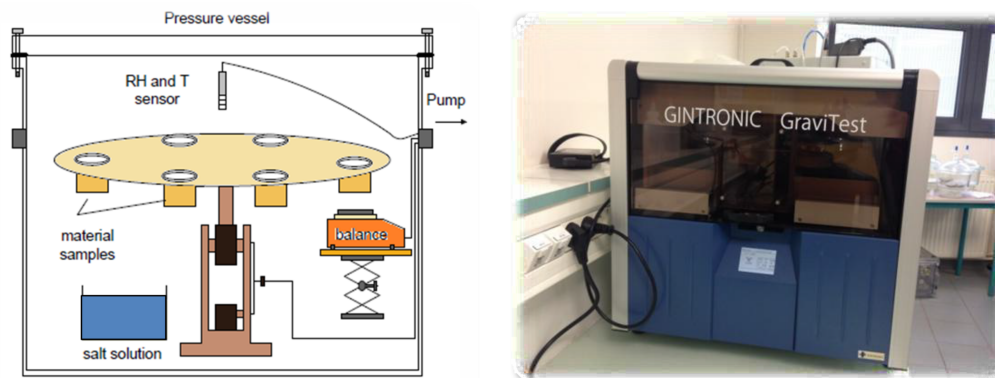 Pressure vessel
RH and T
sensor
Pump
material
samples
balance
salt solution
GINTRONIC GraviTest